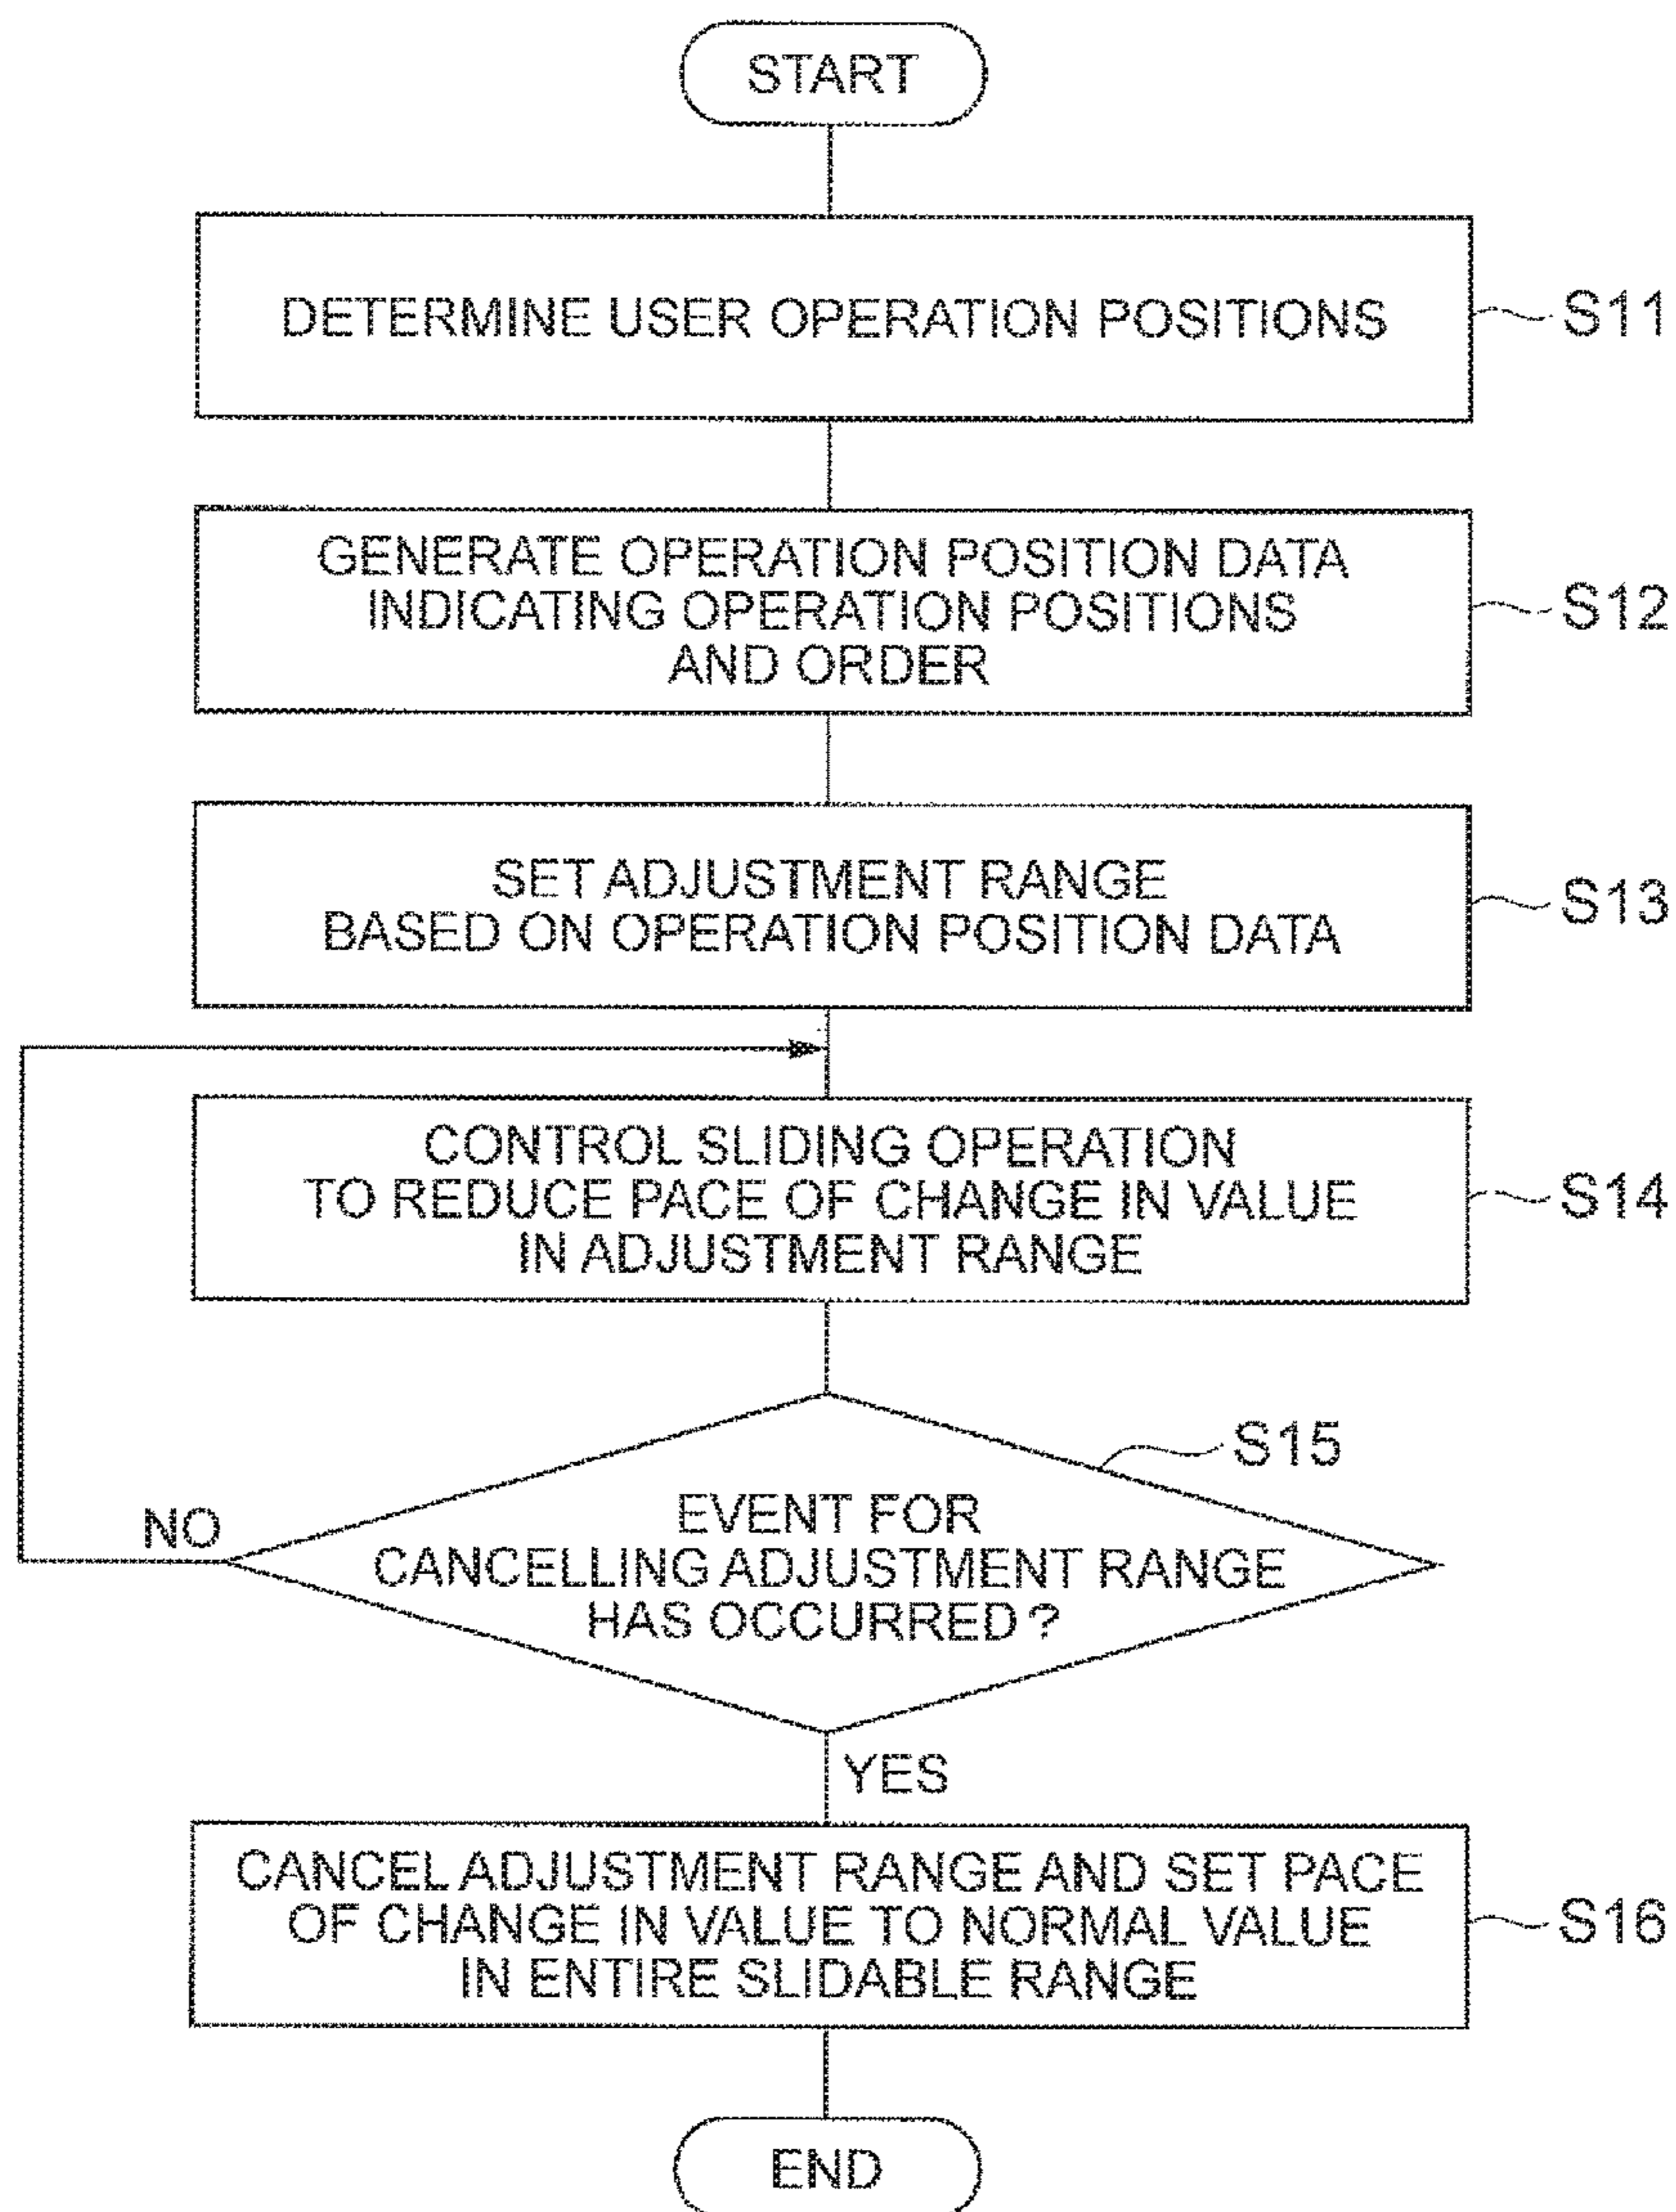 START
DETERMINE USER OPERATION POSITIONS
S11
GENERATE OPERATION POSITION DATA
INDICATING OPERATION POSITIONS
AND ORDER
S12
SET ADJUSTMENT RANGE
BASED ON OPERATION POSITION DATA
S13
CONTROL SLIDING OPERATION
TO REDUCE PACE OF CHANGE IN VALUE
IN ADJUSTMENT RANGE
S14
S15
EVENT FOR
CANCELLING ADJUSTMENT RANGE
HAS OCCURRED ?
NO
YES
CANCEL ADJUSTMENT RANGE AND SET PACE
OF CHANGE IN VALUE TO NORMAL VALUE
IN ENTIRE SLIDABLE RANGE
S16
END